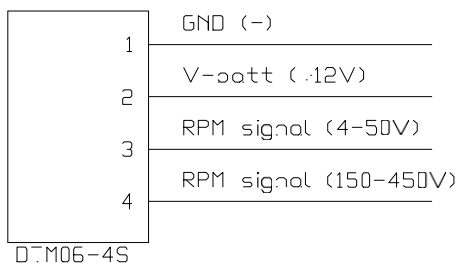 GND (-)
1
V-batt (+12V)
2
RPM signal (4-50V)
3
RPM signal (150-450V)
4
DTM06-4S